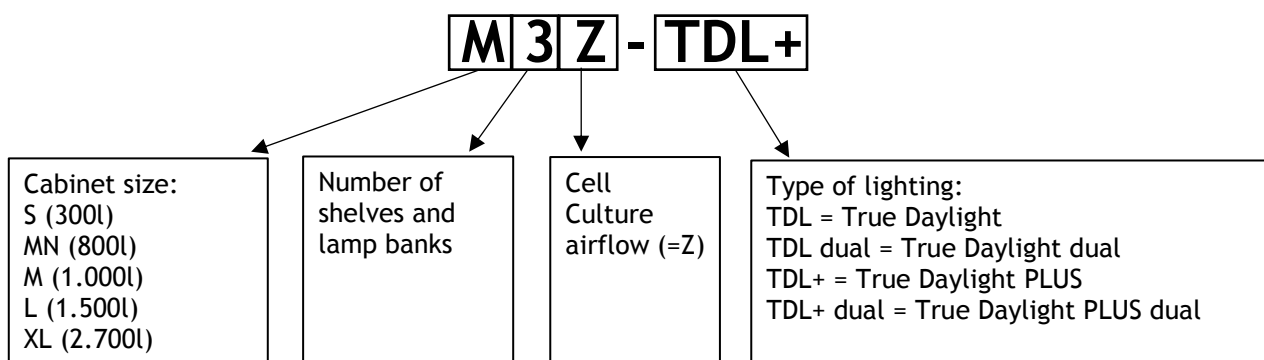 M 3 Z - TDL+
Cabinet size:
S (300l)
MN (800l)
M (1.000l)
L (1.500l)
XL (2.700l)
Number of
shelves and
lamp banks
Cell
Culture
airflow (=Z)
Type of lighting:
TDL = True Daylight
TDL dual = True Daylight dual
TDL+ = True Daylight PLUS
TDL+ dual = True Daylight PLUS dual